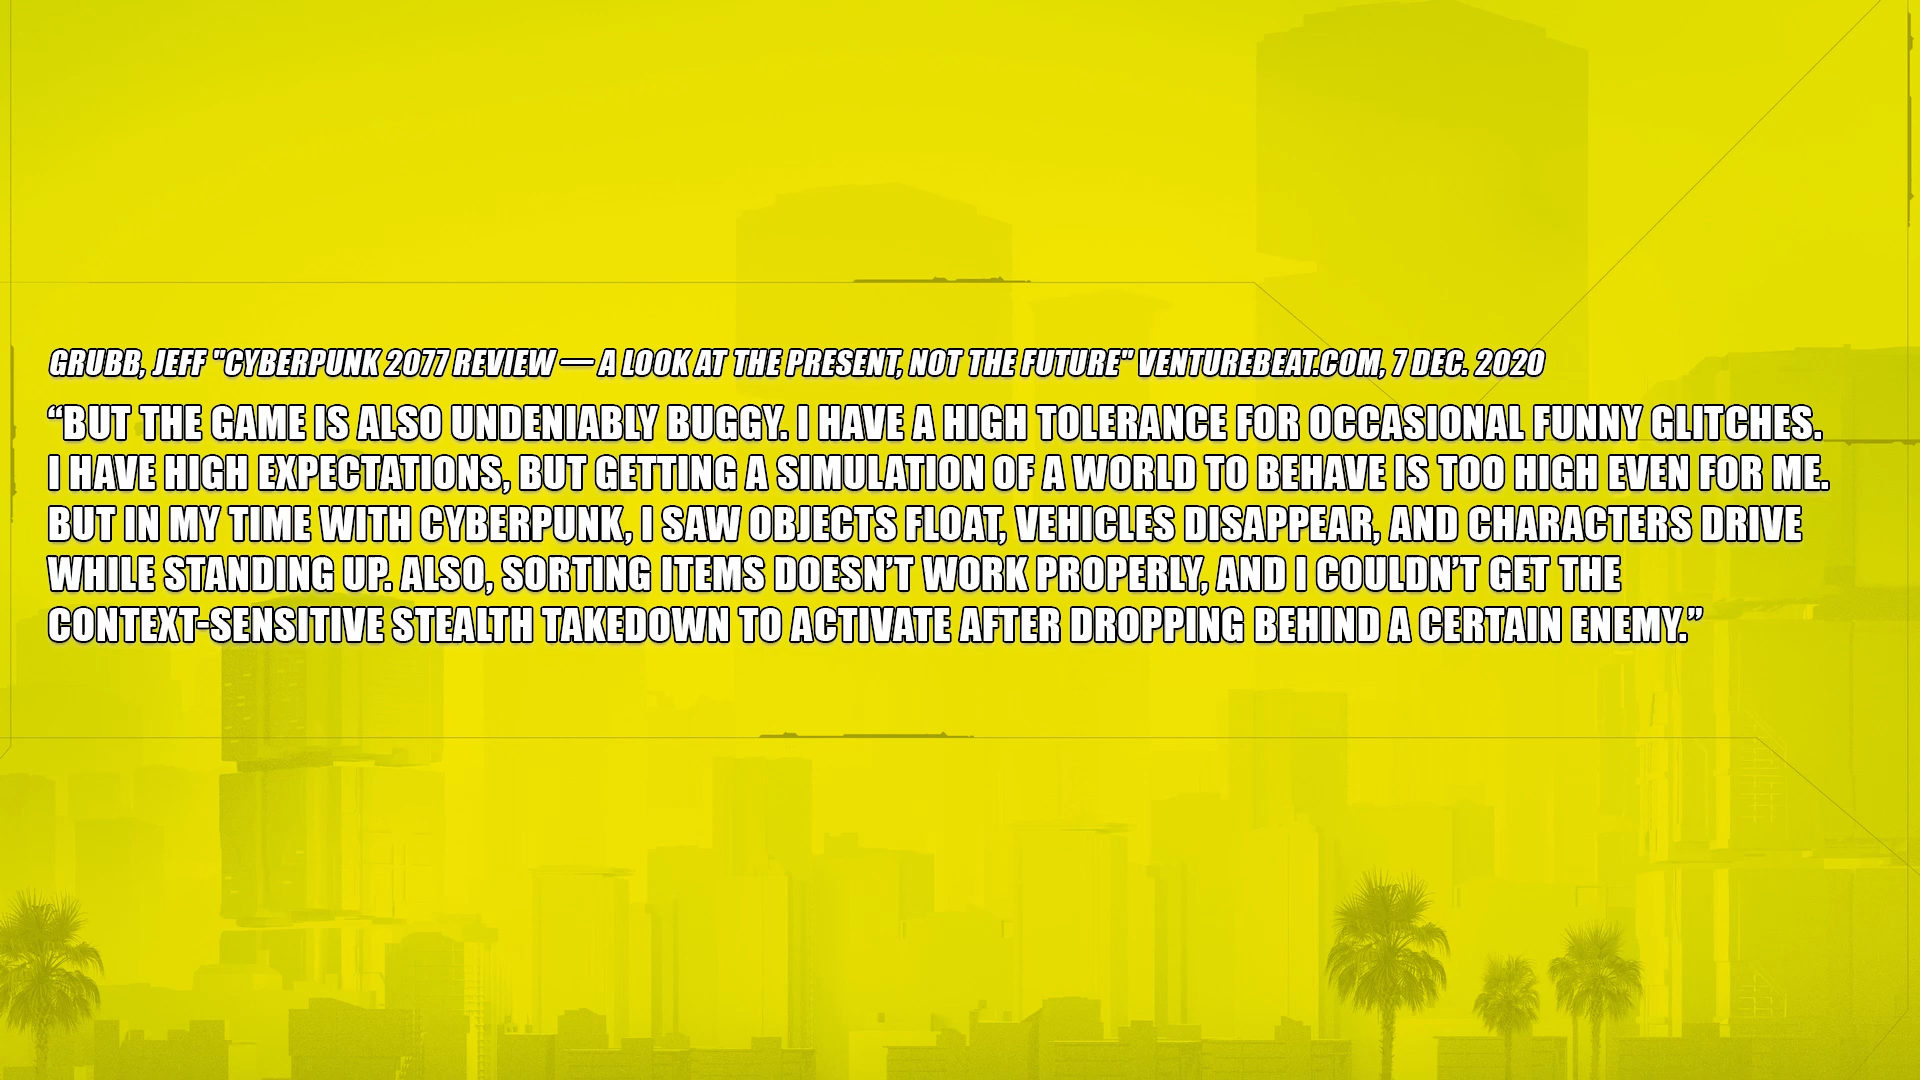 GRUBB, JEFF "CYBERPUNK 2077 REVIEW — A LOOK AT THE PRESENT, NOT THE FUTURE" VENTUREBEAT.COM, 7 DEC. 2020
“BUT THE GAME IS ALSO UNDENIABLY BUGGY. I HAVE A HIGH TOLERANCE FOR OCCASIONAL FUNNY GLITCHES.
I HAVE HIGH EXPECTATIONS, BUT GETTING A SIMULATION OF A WORLD TO BEHAVE IS TOO HIGH EVEN FOR ME.
BUT IN MY TIME WITH CYBERPUNK, I SAW OBJECTS FLOAT, VEHICLES DISAPPEAR, AND CHARACTERS DRIVE
WHILE STANDING UP. ALSO, SORTING ITEMS DOESN’T WORK PROPERLY, AND I COULDN’T GET THE
CONTEXT-SENSITIVE STEALTH TAKEDOWN TO ACTIVATE AFTER DROPPING BEHIND A CERTAIN ENEMY.”